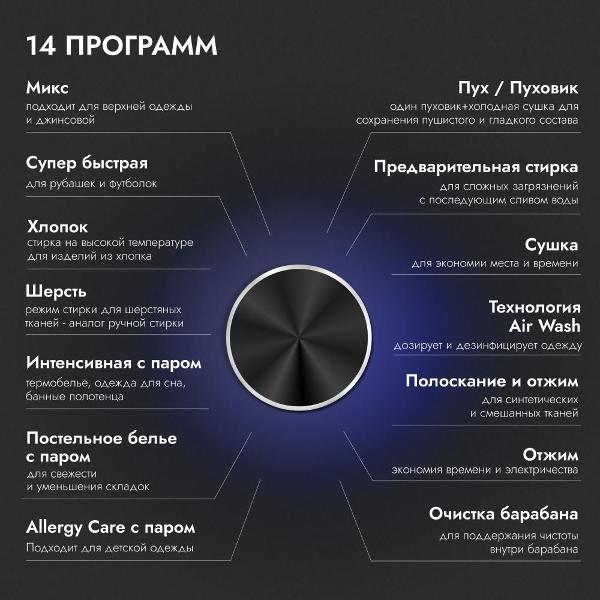 14 ПРОГРАММ
Микс
подходит для верхней одежды
и джинсовой
Супер быстрая
для рубашек и футболок
Хлопок
стирка на высокой температуре
для изделий из хлопка
Шерсть
режим стирки для шерстяных
тканей - аналог ручной стирки
Интенсивная с паром
термобелье, одежда для сна,
банные полотенца
Постельное белье
с паром
для свежести
и уменьшения складок
Allergy Care с паром
Подходит для детской одежды
Пух / Пуховик
один пуховик+холодная сушка для
сохранения пушистого и гладкого состава
Предварительная стирка
для сложных загрязнений
с последующим сливом воды
Сушка
для экономии места и времени
Технология
Air Wash
дозирует и дезинфицирует одежду
Полоскание и отжим
для синтетических
и смешанных тканей
Отжим
экономия времени и электричества
Очистка барабана
для поддержания чистоты
внутри барабана